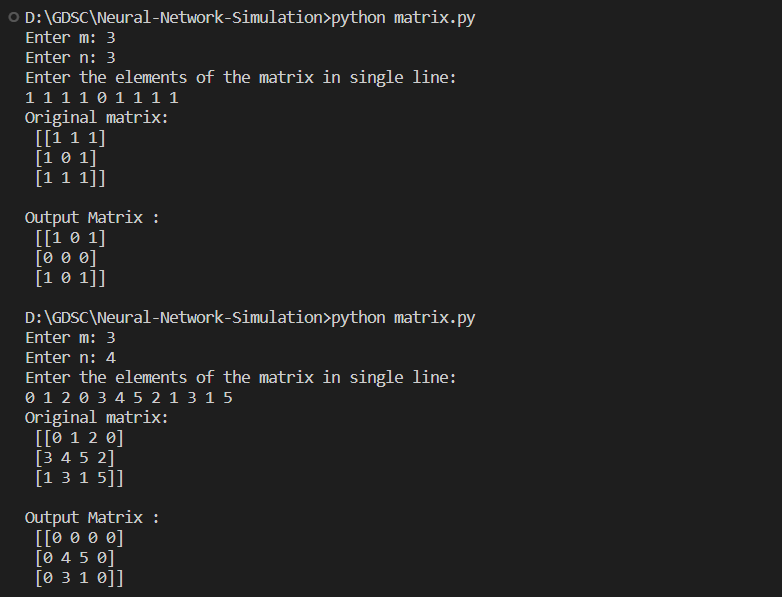 D:\GDSC\Neural-Network-Simulation>python matrix.py
Enter m: 3
Enter n: 3
Enter the elements of the matrix in single line:
1 1 1 1 0 1 1 1 1
Original matrix:
[[1 1 1]
[1 0 1]
[1 1 1]]
Output Matrix :
[[1 0 1]
[0 0 0]
[1 0 1]]
D:\GDSC\Neural-Network-Simulation>python matrix.py
Enter m: 3
Enter n: 4
Enter the elements of the matrix in single line:
0 1 2 0 3 4 5 2 1 3 1 5
Original matrix:
[[0 1 2 0]
[3 4 5 2]
[1 3 1 5]]
Output Matrix :
[[0 0 0 0]
[0 4 5 0]
[0 3 1 0]]